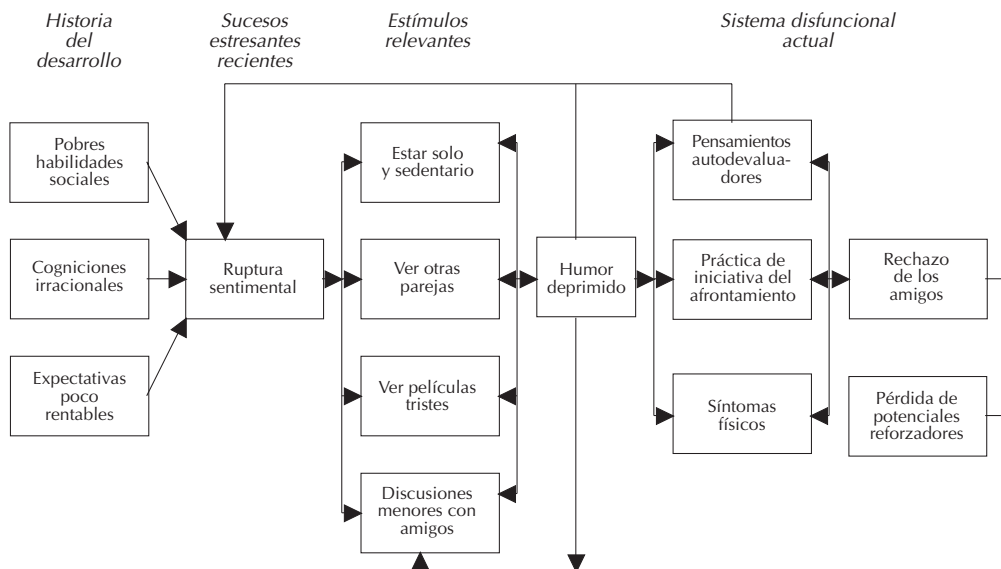 Historia
del
desarrollo
Sucesos
estresantes
recientes
Estímulos
relevantes
Sistema disfuncional
actual
Pobres
habilidades
sociales
Cogniciones
irracionales
Expectativas
poco
rentables
Ruptura
sentimental
Estar solo
y sedentario
Ver otras
parejas
Ver películas
tristes
Discusiones
menores con
amigos
Humor
deprimido
Pensamientos
autodevalua-
dores
Práctica de
iniciativa del
afrontamiento
Síntomas
físicos
Rechazo
de los
amigos
Pérdida de
potenciales
reforzadores